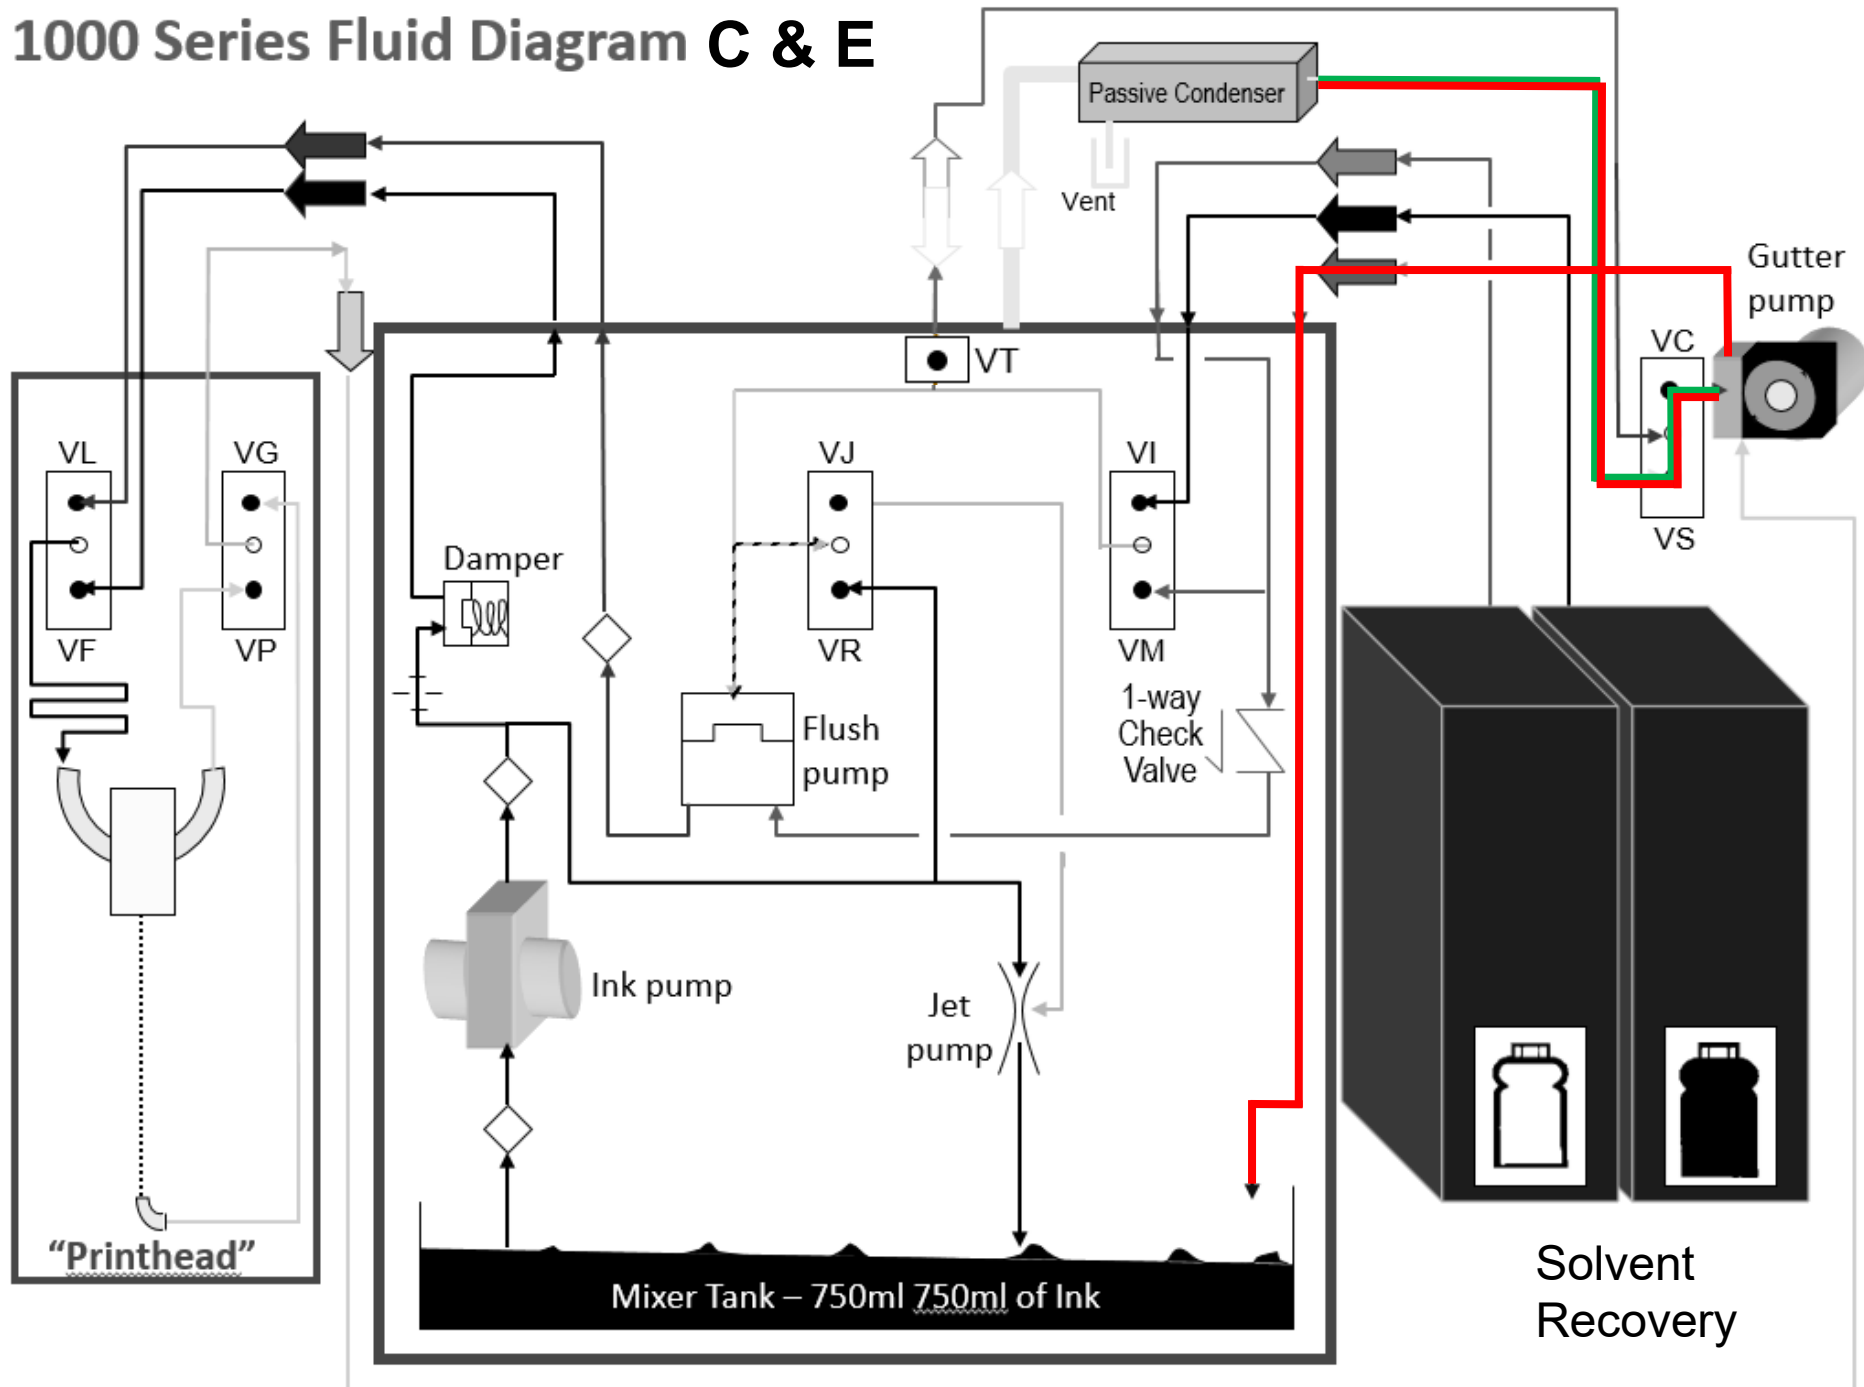 1000 Series Fluid Diagram C & E
Passive Condenser
Vent
Gutter
pump
VC
VS
VT
VL
VG
VJ
VI
VF
VP
VR
VM
Damper
1-way
Check
Valve
Flush
pump
Ink pump
Jet
pump
“Printhead”
Mixer Tank – 750ml 750ml of Ink
Solvent
Recovery